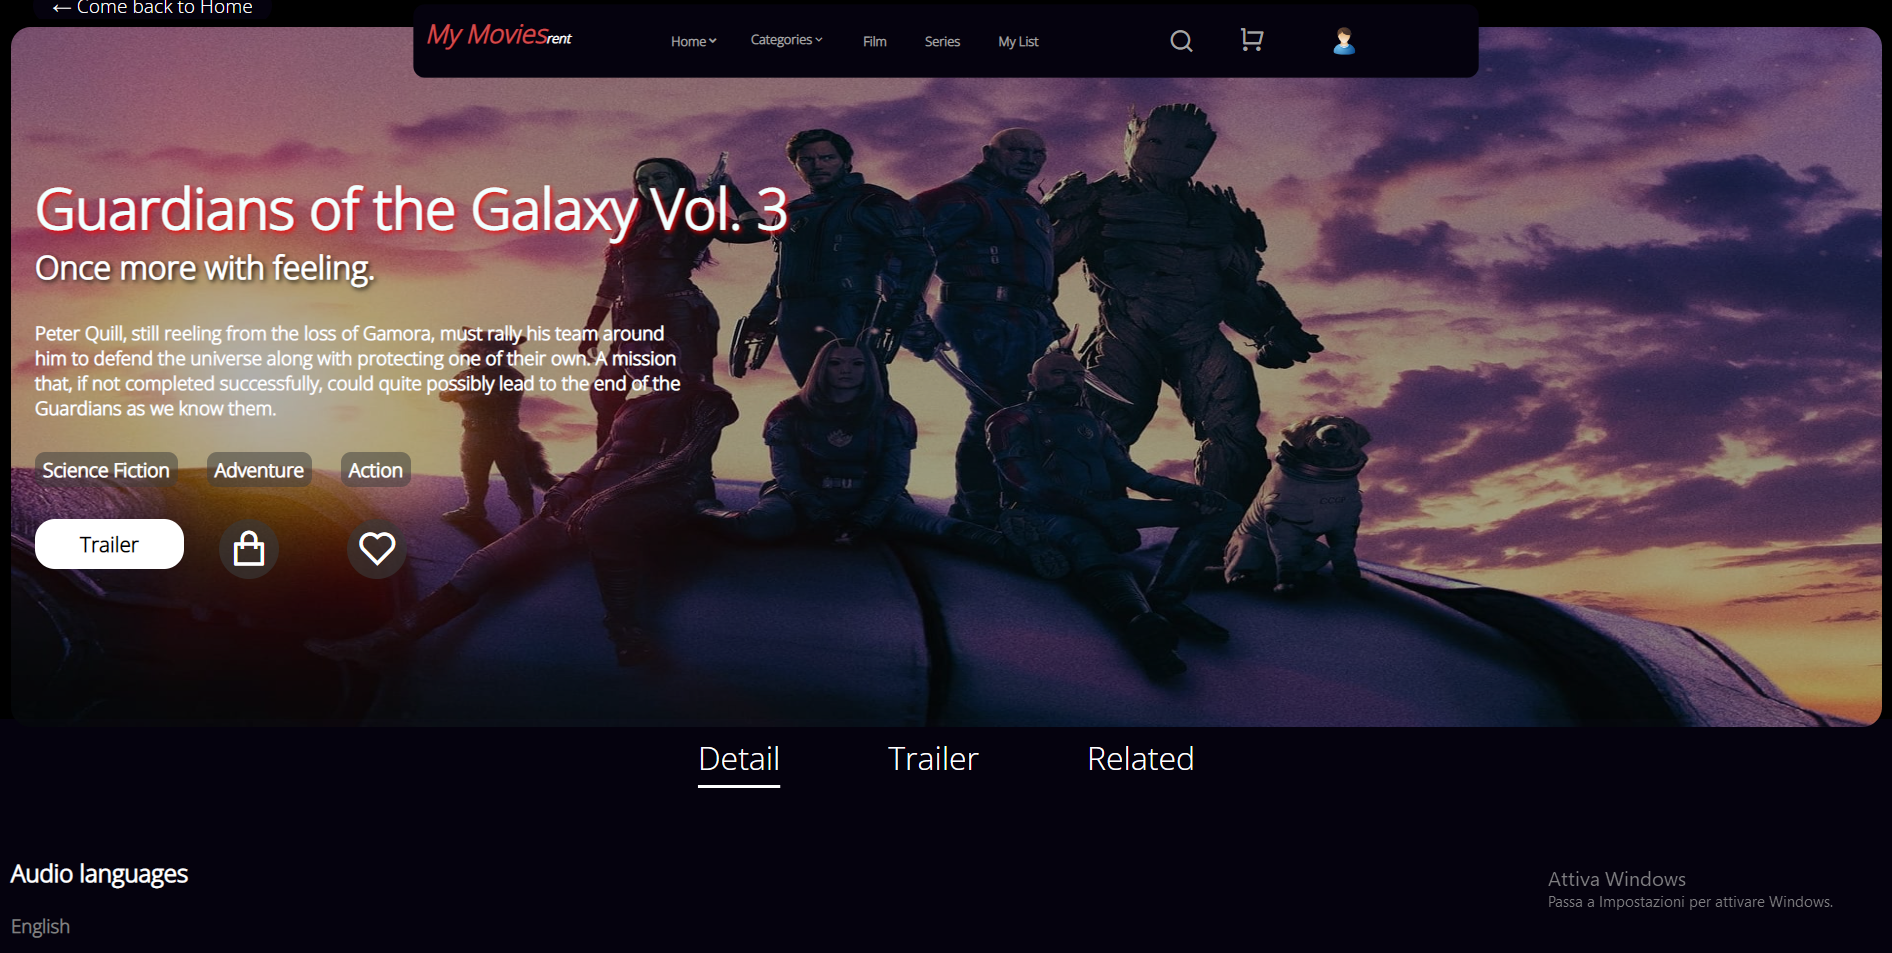 ← Come back to Home
My Moviesrent
Home
Categories
Film
Series
My List
Guardians of the Galaxy Vol. 3
Once more with feeling.
Peter Quill, still reeling from the loss of Gamora, must rally his team around
him to defend the universe along with protecting one of their own. A mission
that, if not completed successfully, could quite possibly lead to the end of the
Guardians as we know them.
Science Fiction
Adventure
Action
Trailer
Detail
Trailer
Related
Audio languages
English
Attiva Windows
Passa a Impostazioni per attivare Windows.